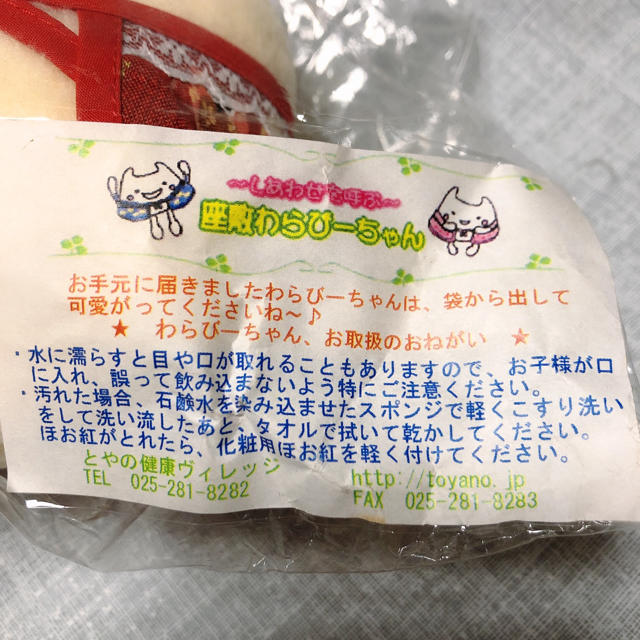 ～しあわせを呼ぶ～
座敷わらびーちゃん
お手元に届きましたわらびーちゃんは、袋から出して
可愛がってくださいね～♪
★ わらびーちゃん、お取扱のおねがい ★
・水に濡らすと目や口が取れることもありますので、お子様が口
に入れ、誤って飲み込まないよう特にご注意ください。
・汚れた場合、石鹸水を染み込ませたスポンジで軽くこすり洗い
をして洗い流したあと、タオルで拭いて乾かしてください。
ほお紅がとれたら、化粧用ほお紅を軽く付けてください。
とやの健康ヴィレッジ http://toyano.jp
TEL 025-281-8282 FAX 025-281-8283